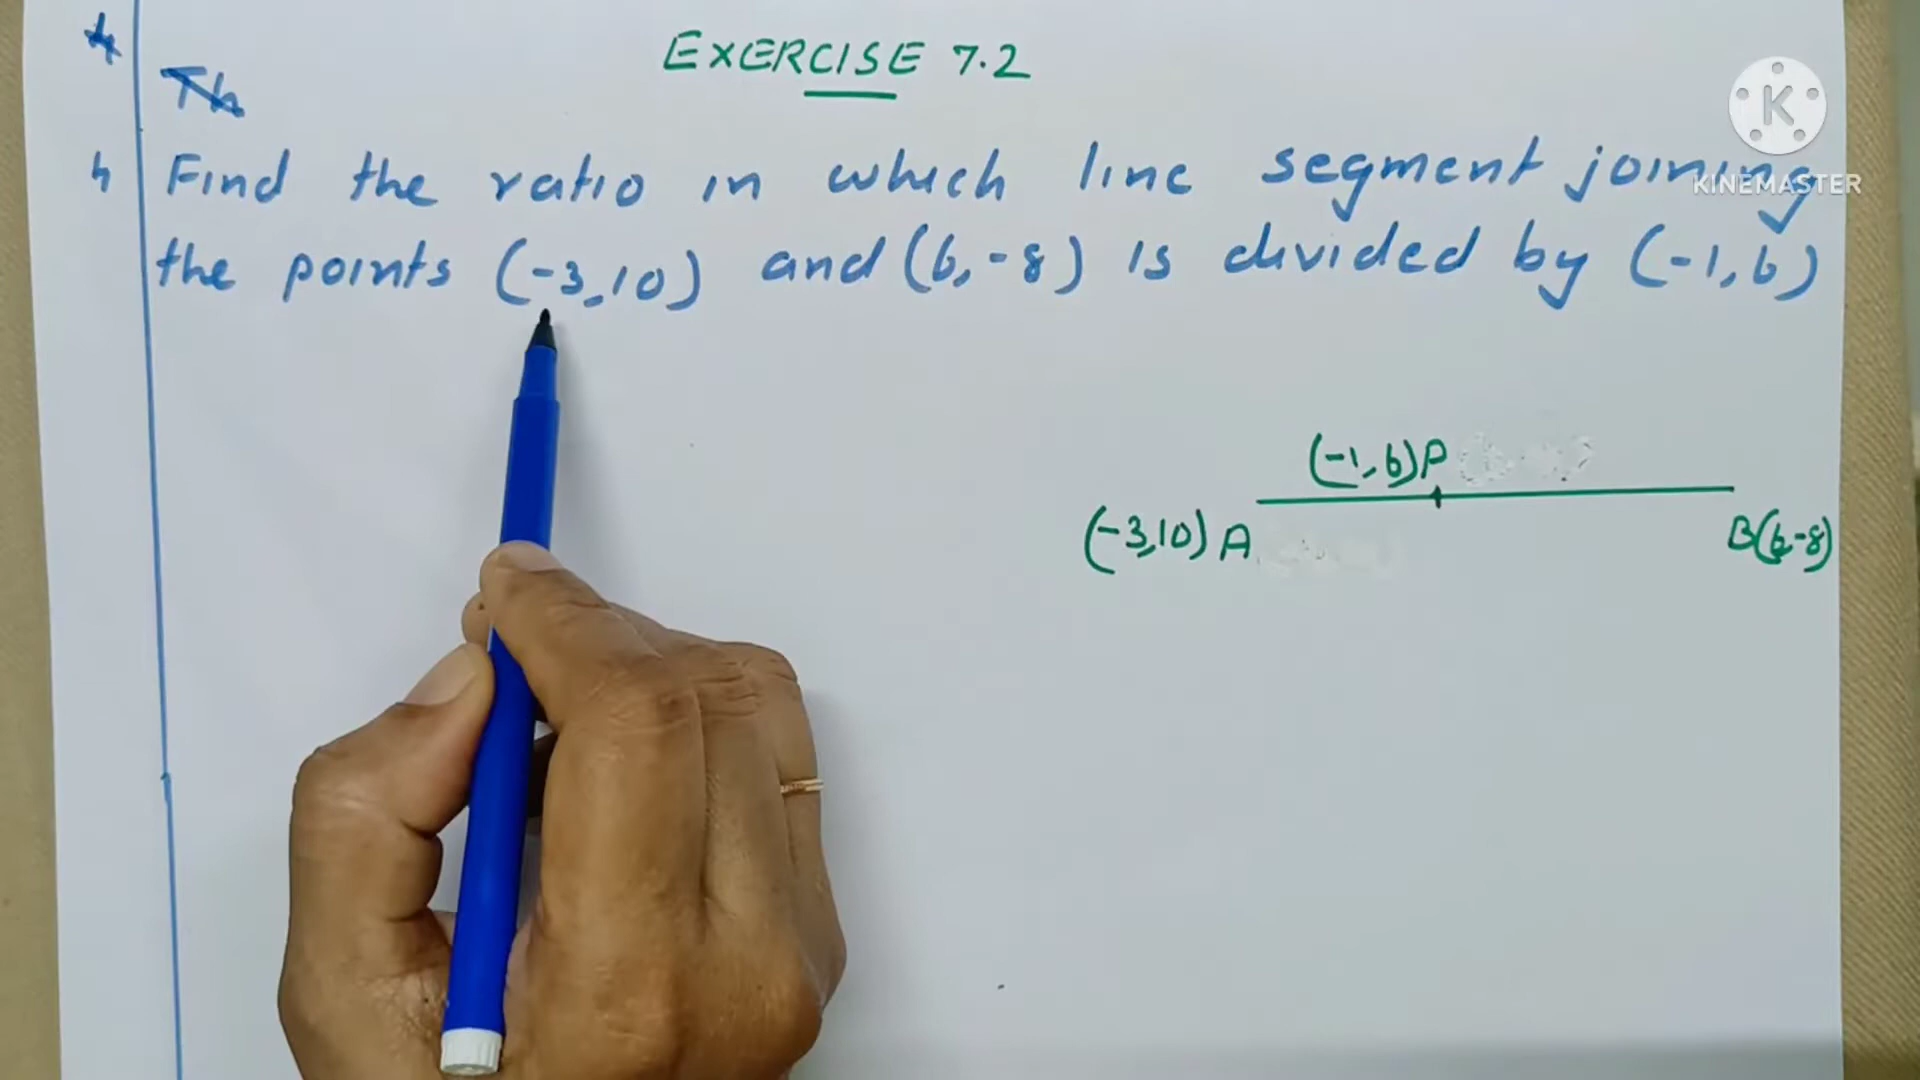 EXERCISE 7.2
Th
4 Find the ratio in which line segment joining
the points (-3,10) and (6,-8) is divided by (-1,6)
K
KINEMASTER
(-1,6)P
(-3,10) A
B(6,-8)